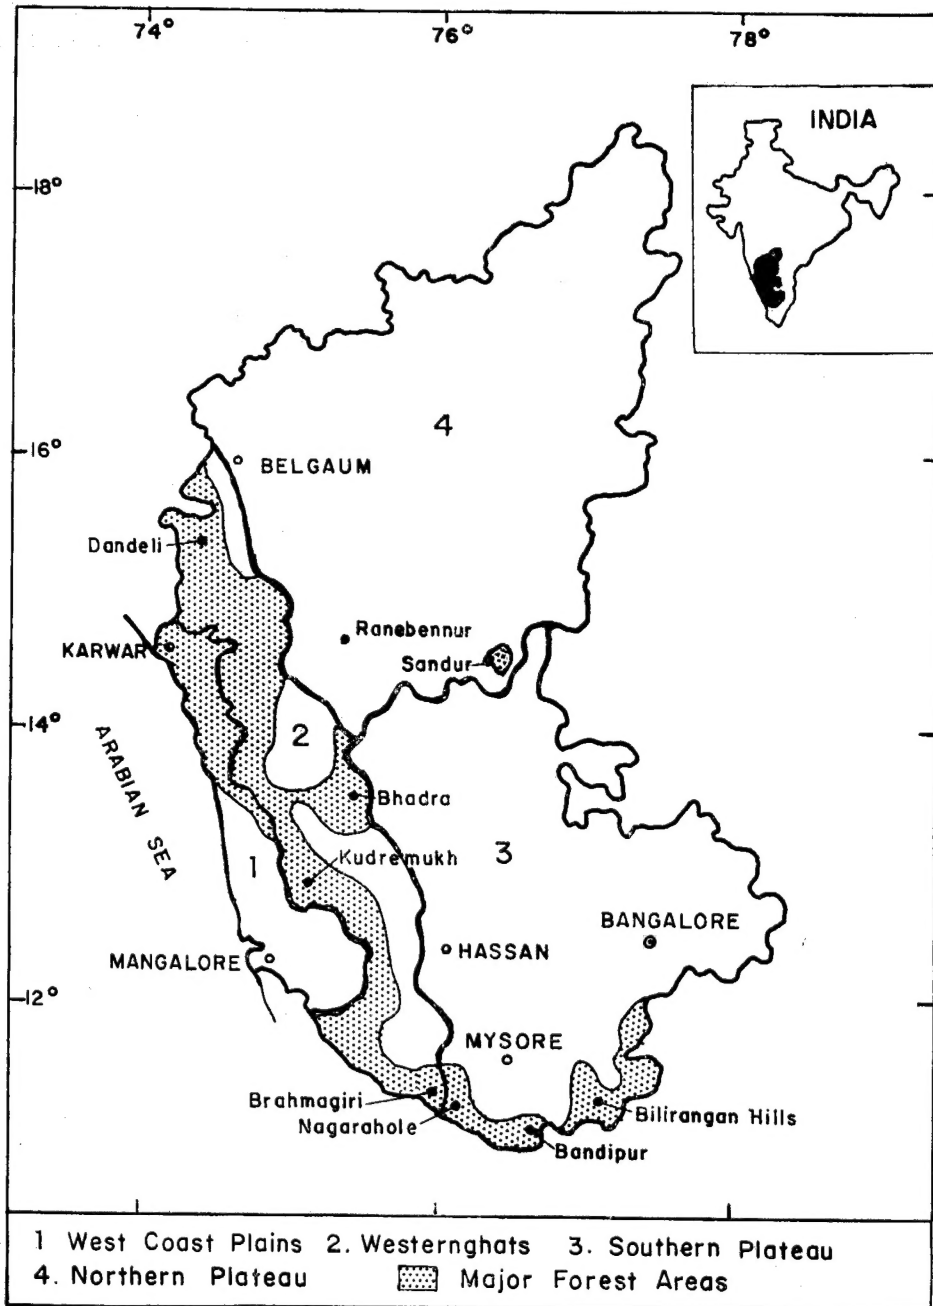 74° 76° 78°
INDIA
18°
4
16°
BELGAUM
Dandeli
Ranebennur
KARWAR
Sandur
14°
2
ARABIAN SEA
Bhadra
1
Kudremukh
3
BANGALORE
HASSAN
MANGALORE
12°
MYSORE
Brahmagiri
Nagarahole
Bilirangan Hills
Bandipur
1 West Coast Plains 2. Westernghats 3. Southern Plateau
4. Northern Plateau Major Forest Areas